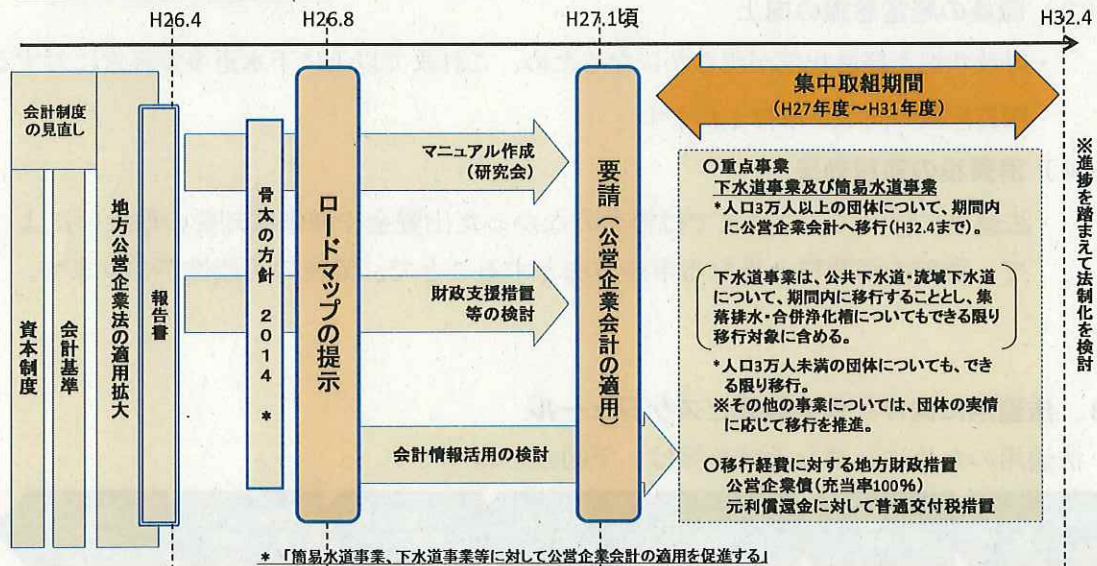 H26.4
H26.8
H27.1頃
H32.4
会計制度
の見直し
資本制度
会計基準
地方公営企業法の適用拡大
報告書
骨太の方針 2014 *
ロードマップの提示
マニュアル作成
(研究会)
財政支援措置
等の検討
会計情報活用の検討
要請(公営企業会計の適用)
集中取組期間
(H27年度~H31年度)
○重点事業
下水道事業及び簡易水道事業
*人口3万人以上の団体について、期間内
に公営企業会計へ移行(H32.4まで)。
下水道事業は、公共下水道・流域下水道
について、期間内に移行することとし、集
落排水・合併浄化槽についてもできる限り
移行対象に含める。
*人口3万人未満の団体についても、でき
る限り移行。
※その他の事業については、団体の実情
に応じて移行を推進。
○移行経費に対する地方財政措置
公営企業債(充当率100%)
元利償還金に対して普通交付税措置
※進捗を踏まえて法制化を検討
* 「簡易水道事業、下水道事業等に対して公営企業会計の適用を促進する」